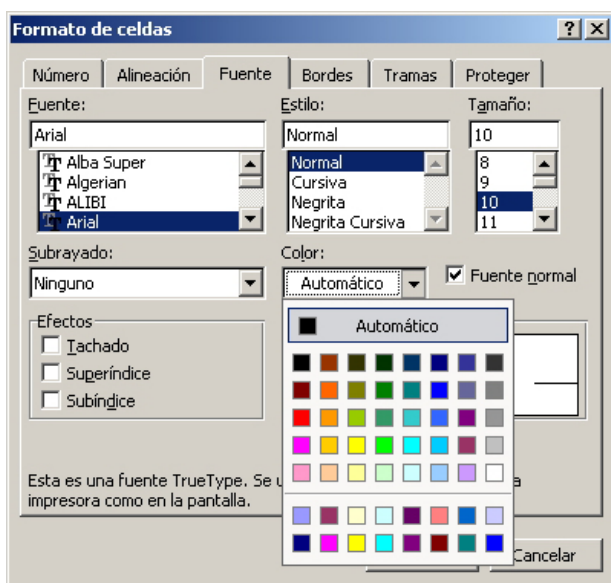 Formato de celdas
Número Alineación Fuente Bordes Tramas Proteger
Fuente: Estilo: Tamaño:
Arial Normal 10
Alba Super Normal 8
Algerian Cursiva 9
ALIBI Negrita 10
Arial Negrita Cursiva 11
Subrayado: Color:
Ninguno Automático Fuente normal
Efectos Automático
Tachado
Superíndice
Subíndice
Esta es una fuente TrueType. Se a
impresora como en la pantalla.
Cancelar